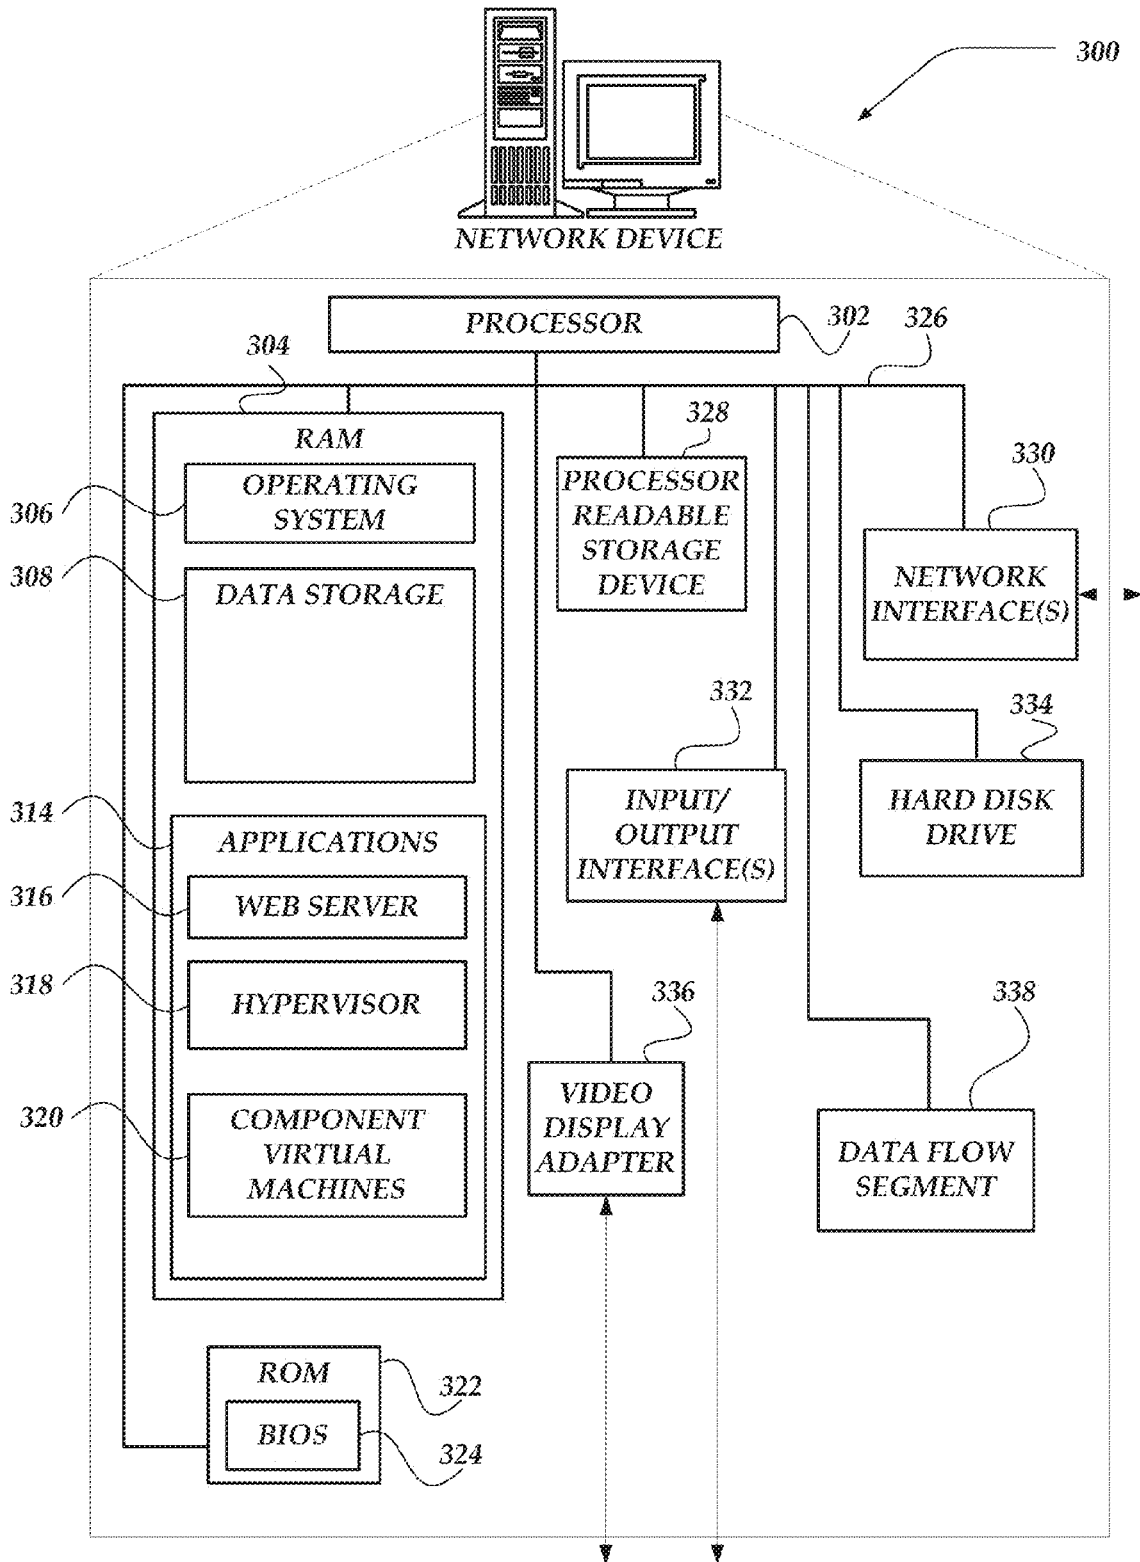 300
NETWORK DEVICE
PROCESSOR
302
326
304
RAM
328
OPERATING
SYSTEM
306
PROCESSOR
READABLE
STORAGE
DEVICE
330
NETWORK
INTERFACE(S)
308
DATA STORAGE
332
334
INPUT/
OUTPUT
INTERFACE(S)
HARD DISK
DRIVE
314
APPLICATIONS
316
WEB SERVER
318
HYPERVISOR
336
338
320
COMPONENT
VIRTUAL
MACHINES
VIDEO
DISPLAY
ADAPTER
DATA FLOW
SEGMENT
ROM
322
BIOS
324